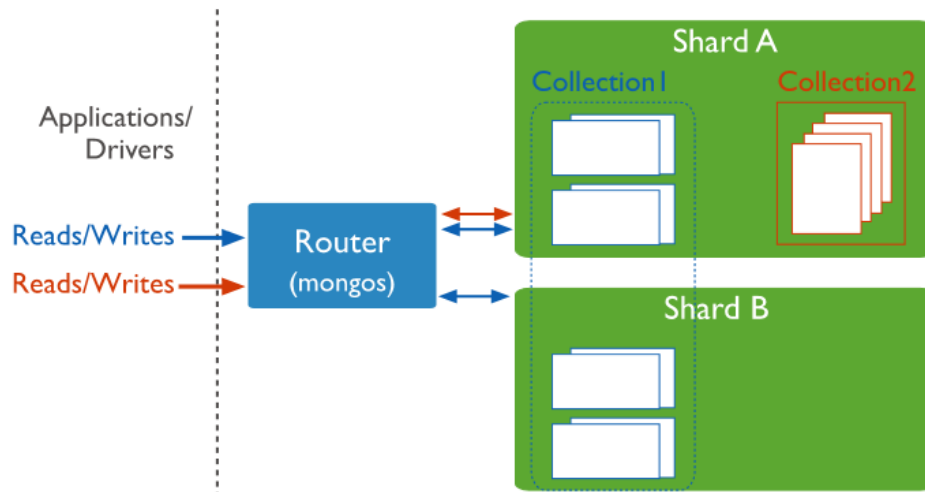 Applications/
Drivers
Reads/Writes
Reads/Writes
Router
(mongos)
Shard A
Collection1
Collection2
Shard B